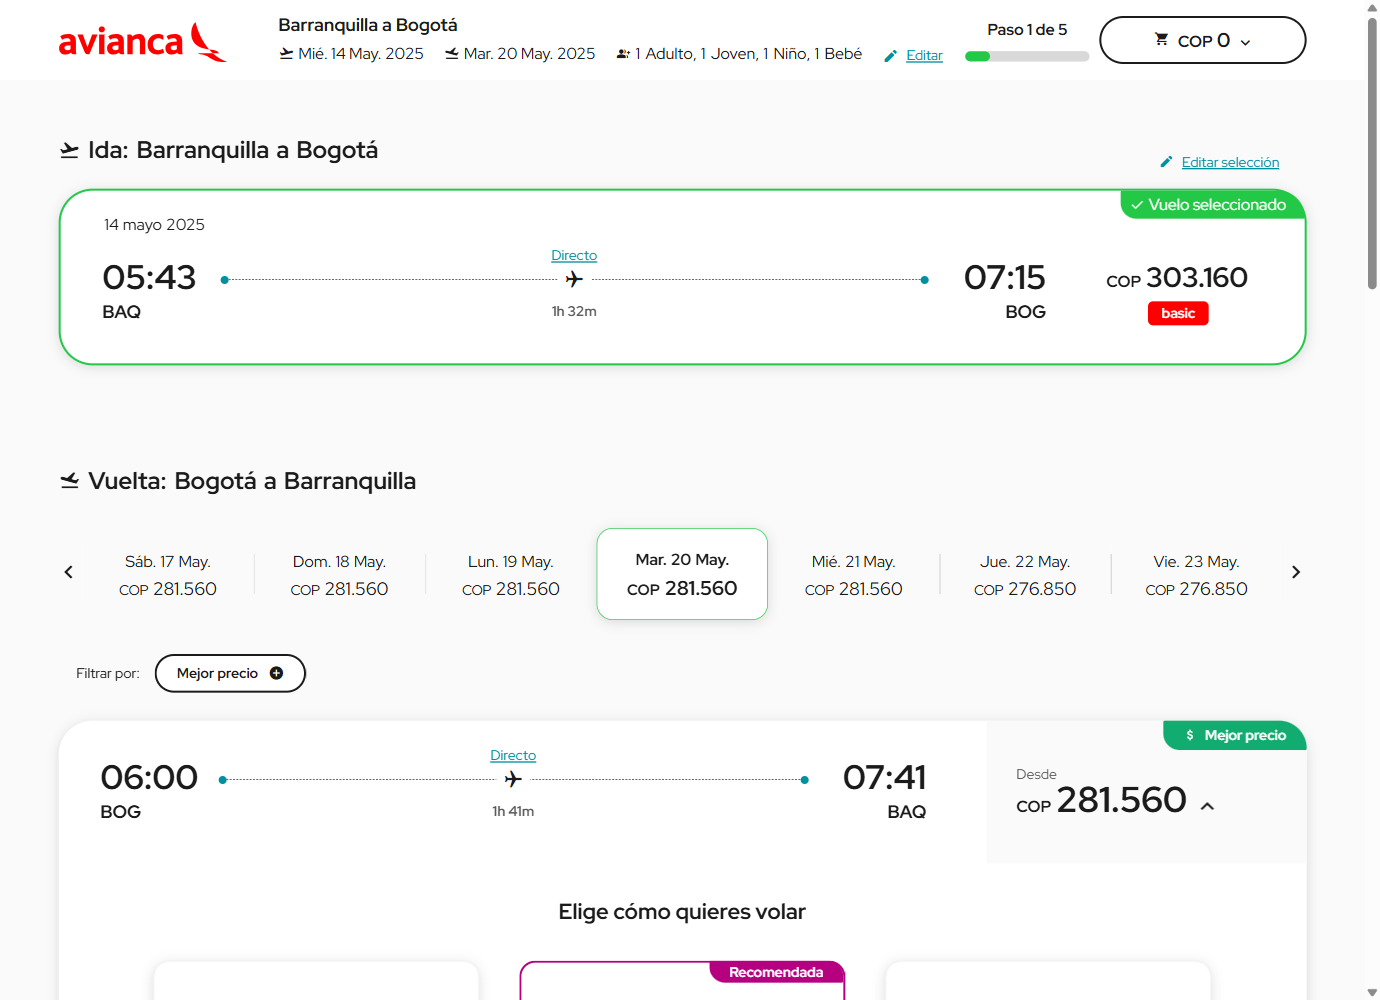 avianca
Barranquilla a Bogotá
Mié. 14 May. 2025
Mar. 20 May. 2025
1 Adulto, 1 Joven, 1 Niño, 1 Bebé
Editar
Paso 1 de 5
COP 0
Ida: Barranquilla a Bogotá
Editar selección
Vuelo seleccionado
14 mayo 2025
05:43
BAQ
Directo
1h 32m
07:15
BOG
COP 303.160
basic
Vuelta: Bogotá a Barranquilla
Sáb. 17 May.
COP 281.560
Dom. 18 May.
COP 281.560
Lun. 19 May.
COP 281.560
Mar. 20 May.
COP 281.560
Mié. 21 May.
COP 281.560
Jue. 22 May.
COP 276.850
Vie. 23 May.
COP 276.850
Filtrar por:
Mejor precio
$ Mejor precio
06:00
BOG
Directo
1h 41m
07:41
BAQ
Desde
COP 281.560
Elige cómo quieres volar
Recomendada